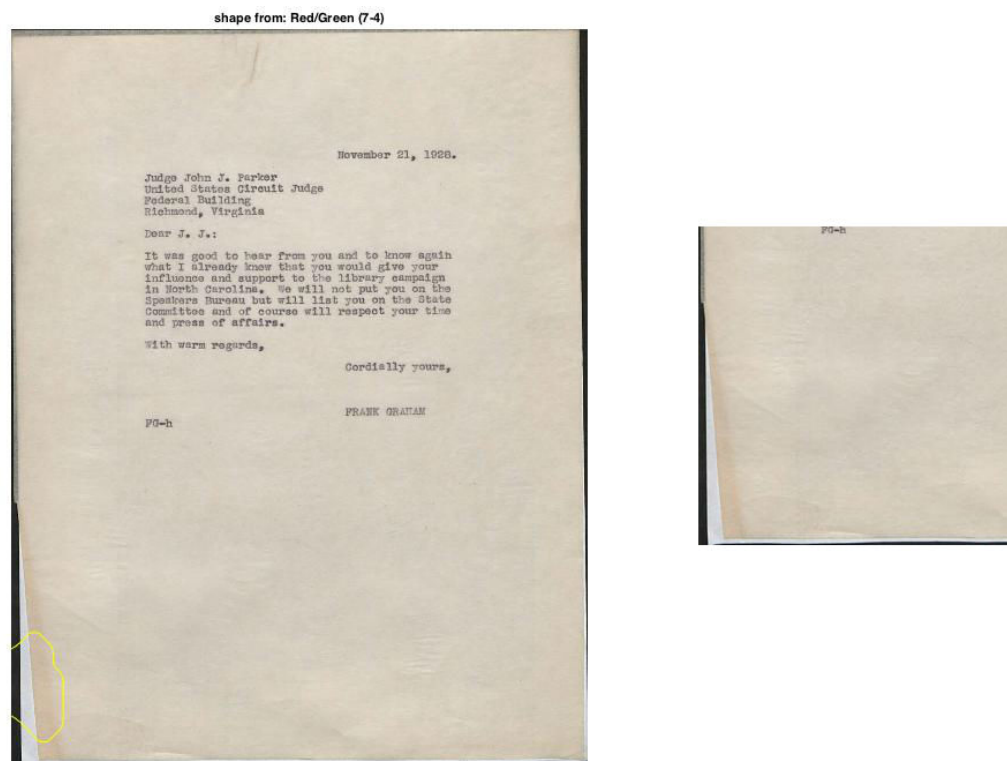 shape from: Red/Green (7-4)
November 21, 1928.
Judge John J. Parker
United States Circuit Judge
Federal Building
Richmond, Virginia
Dear J. J.:
It was good to hear from you and to know again
what I already knew that you would give your
influence and support to the library campaign
in North Carolina. We will not put you on the
Speakers Bureau but will list you on the State
Committee and of course will respect your time
and press of affairs.
With warm regards,
Cordially yours,
FRANK GRAHAM
FG-h
FG-h